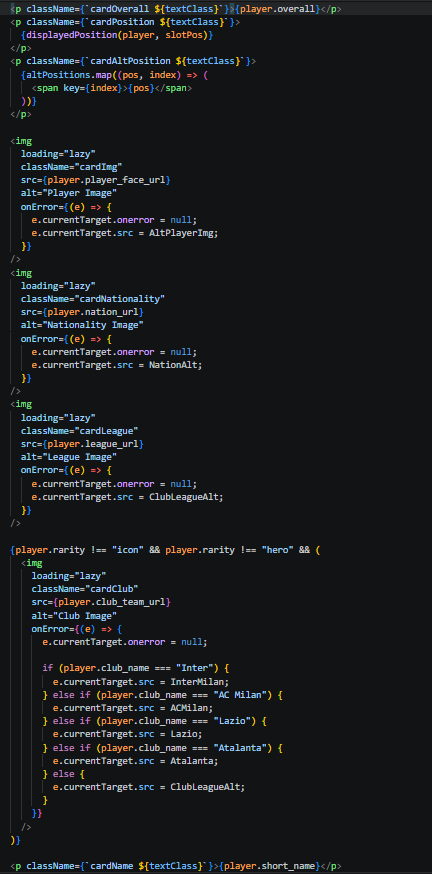 <p className={`cardOverall ${textClass}`}>{player.overall}</p>
<p className={`cardPosition ${textClass}`}>
{displayedPosition(player, slotPos)}
</p>
<p className={`cardAltPosition ${textClass}`}>
{altPositions.map((pos, index) => (
<span key={index}>{pos}</span>
))}
</p>
<img
loading="lazy"
className="cardImg"
src={player.player_face_url}
alt="Player Image"
onError={(e) => {
e.currentTarget.onerror = null;
e.currentTarget.src = AltPlayerImg;
}}
/>
<img
loading="lazy"
className="cardNationality"
src={player.nation_url}
alt="Nationality Image"
onError={(e) => {
e.currentTarget.onerror = null;
e.currentTarget.src = NationAlt;
}}
/>
<img
loading="lazy"
className="cardLeague"
src={player.league_url}
alt="League Image"
onError={(e) => {
e.currentTarget.onerror = null;
e.currentTarget.src = ClubLeagueAlt;
}}
/>
{player.rarity !== "icon" && player.rarity !== "hero" && (
<img
loading="lazy"
className="cardClub"
src={player.club_team_url}
alt="Club Image"
onError={(e) => {
e.currentTarget.onerror = null;
if (player.club_name === "Inter") {
e.currentTarget.src = InterMilan;
} else if (player.club_name === "AC Milan") {
e.currentTarget.src = ACMilan;
} else if (player.club_name === "Lazio") {
e.currentTarget.src = Lazio;
} else if (player.club_name === "Atalanta") {
e.currentTarget.src = Atalanta;
} else {
e.currentTarget.src = ClubLeagueAlt;
}
}}
/>
)}
<p className={`cardName ${textClass}`}>{player.short_name}</p>